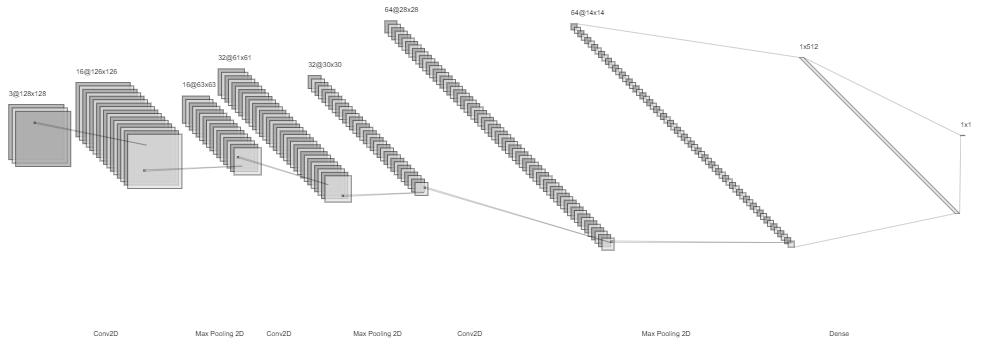 3@128x128
16@126x126
16@63x63
32@61x61
32@30x30
64@28x28
64@14x14
1x512
1x1
Conv2D
Max Pooling 2D
Conv2D
Max Pooling 2D
Conv2D
Max Pooling 2D
Dense